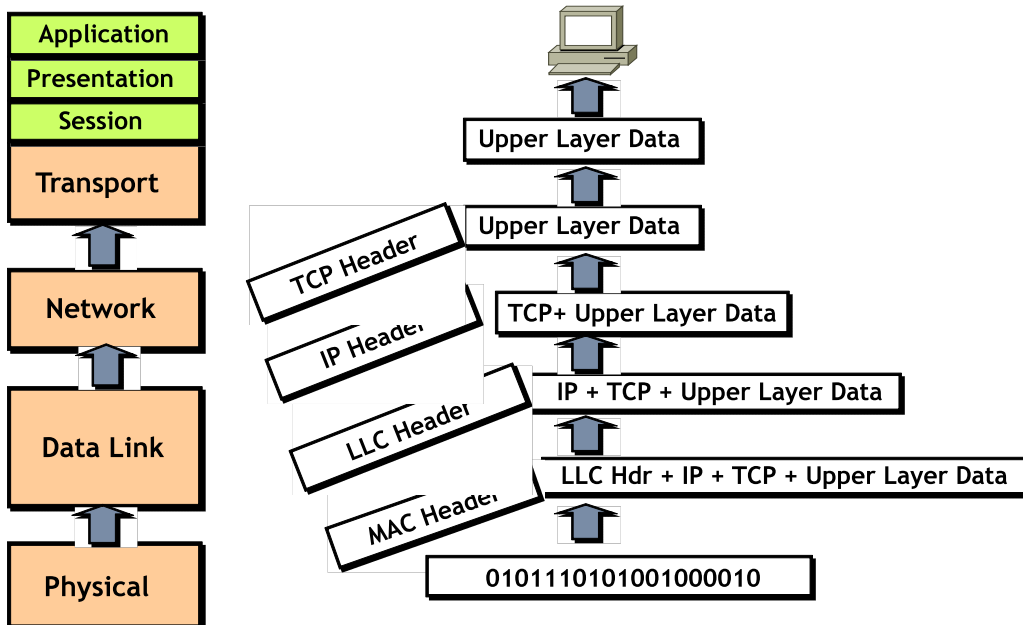 Application
Presentation
Session
Transport
Network
Data Link
Physical
Upper Layer Data
TCP Header
Upper Layer Data
IP Header
TCP+ Upper Layer Data
LLC Header
IP + TCP + Upper Layer Data
MAC Header
LLC Hdr + IP + TCP + Upper Layer Data
0101110101001000010